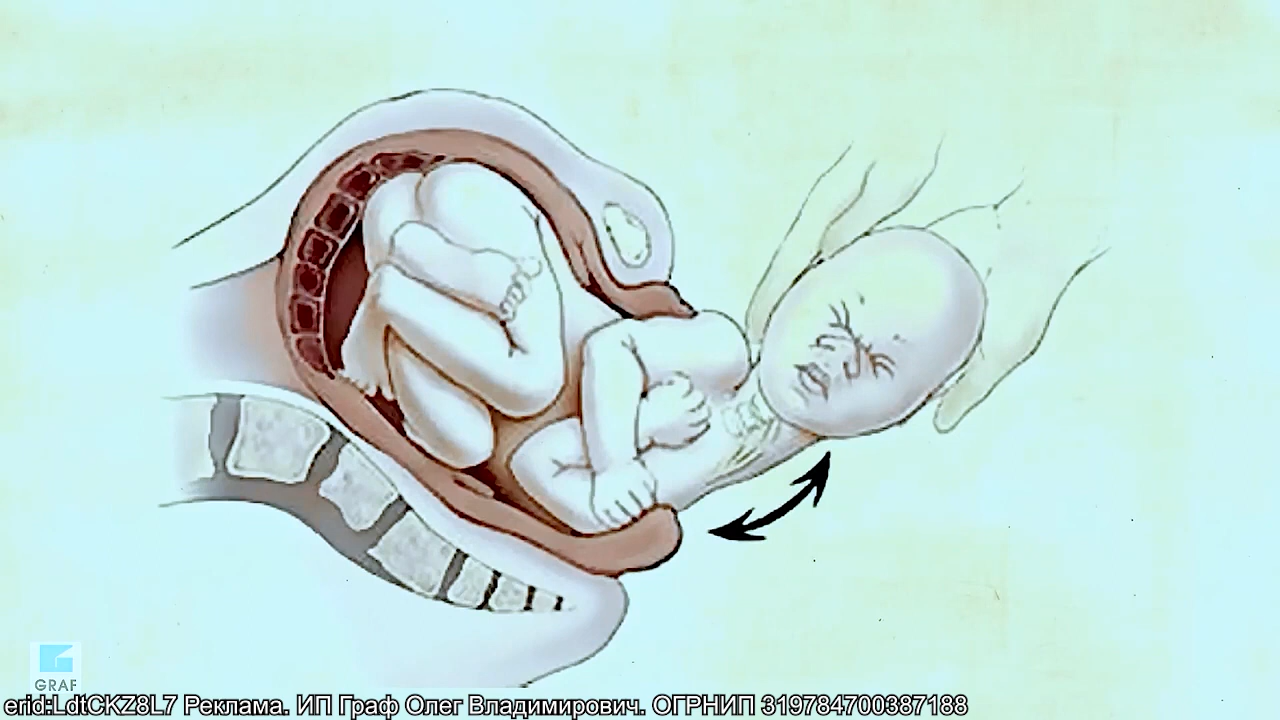 GRAF
erid:LdtCKZ8L7 Реклама. ИП Граф Олег Владимирович. ОГРНИП 319784700387188